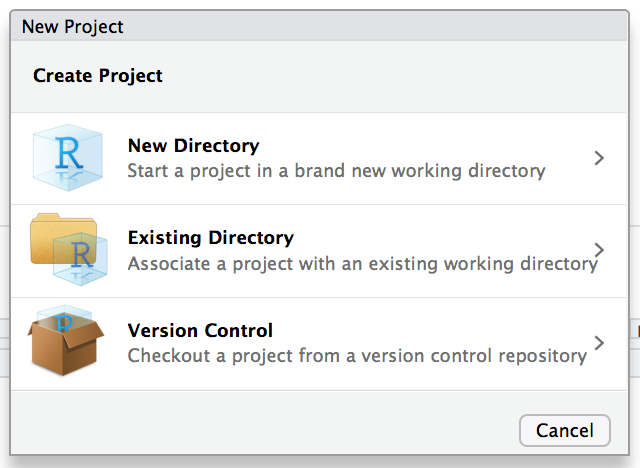 New Project
Create Project
R
New Directory
Start a project in a brand new working directory
R
Existing Directory
Associate a project with an existing working directory
R
Version Control
Checkout a project from a version control repository
Cancel